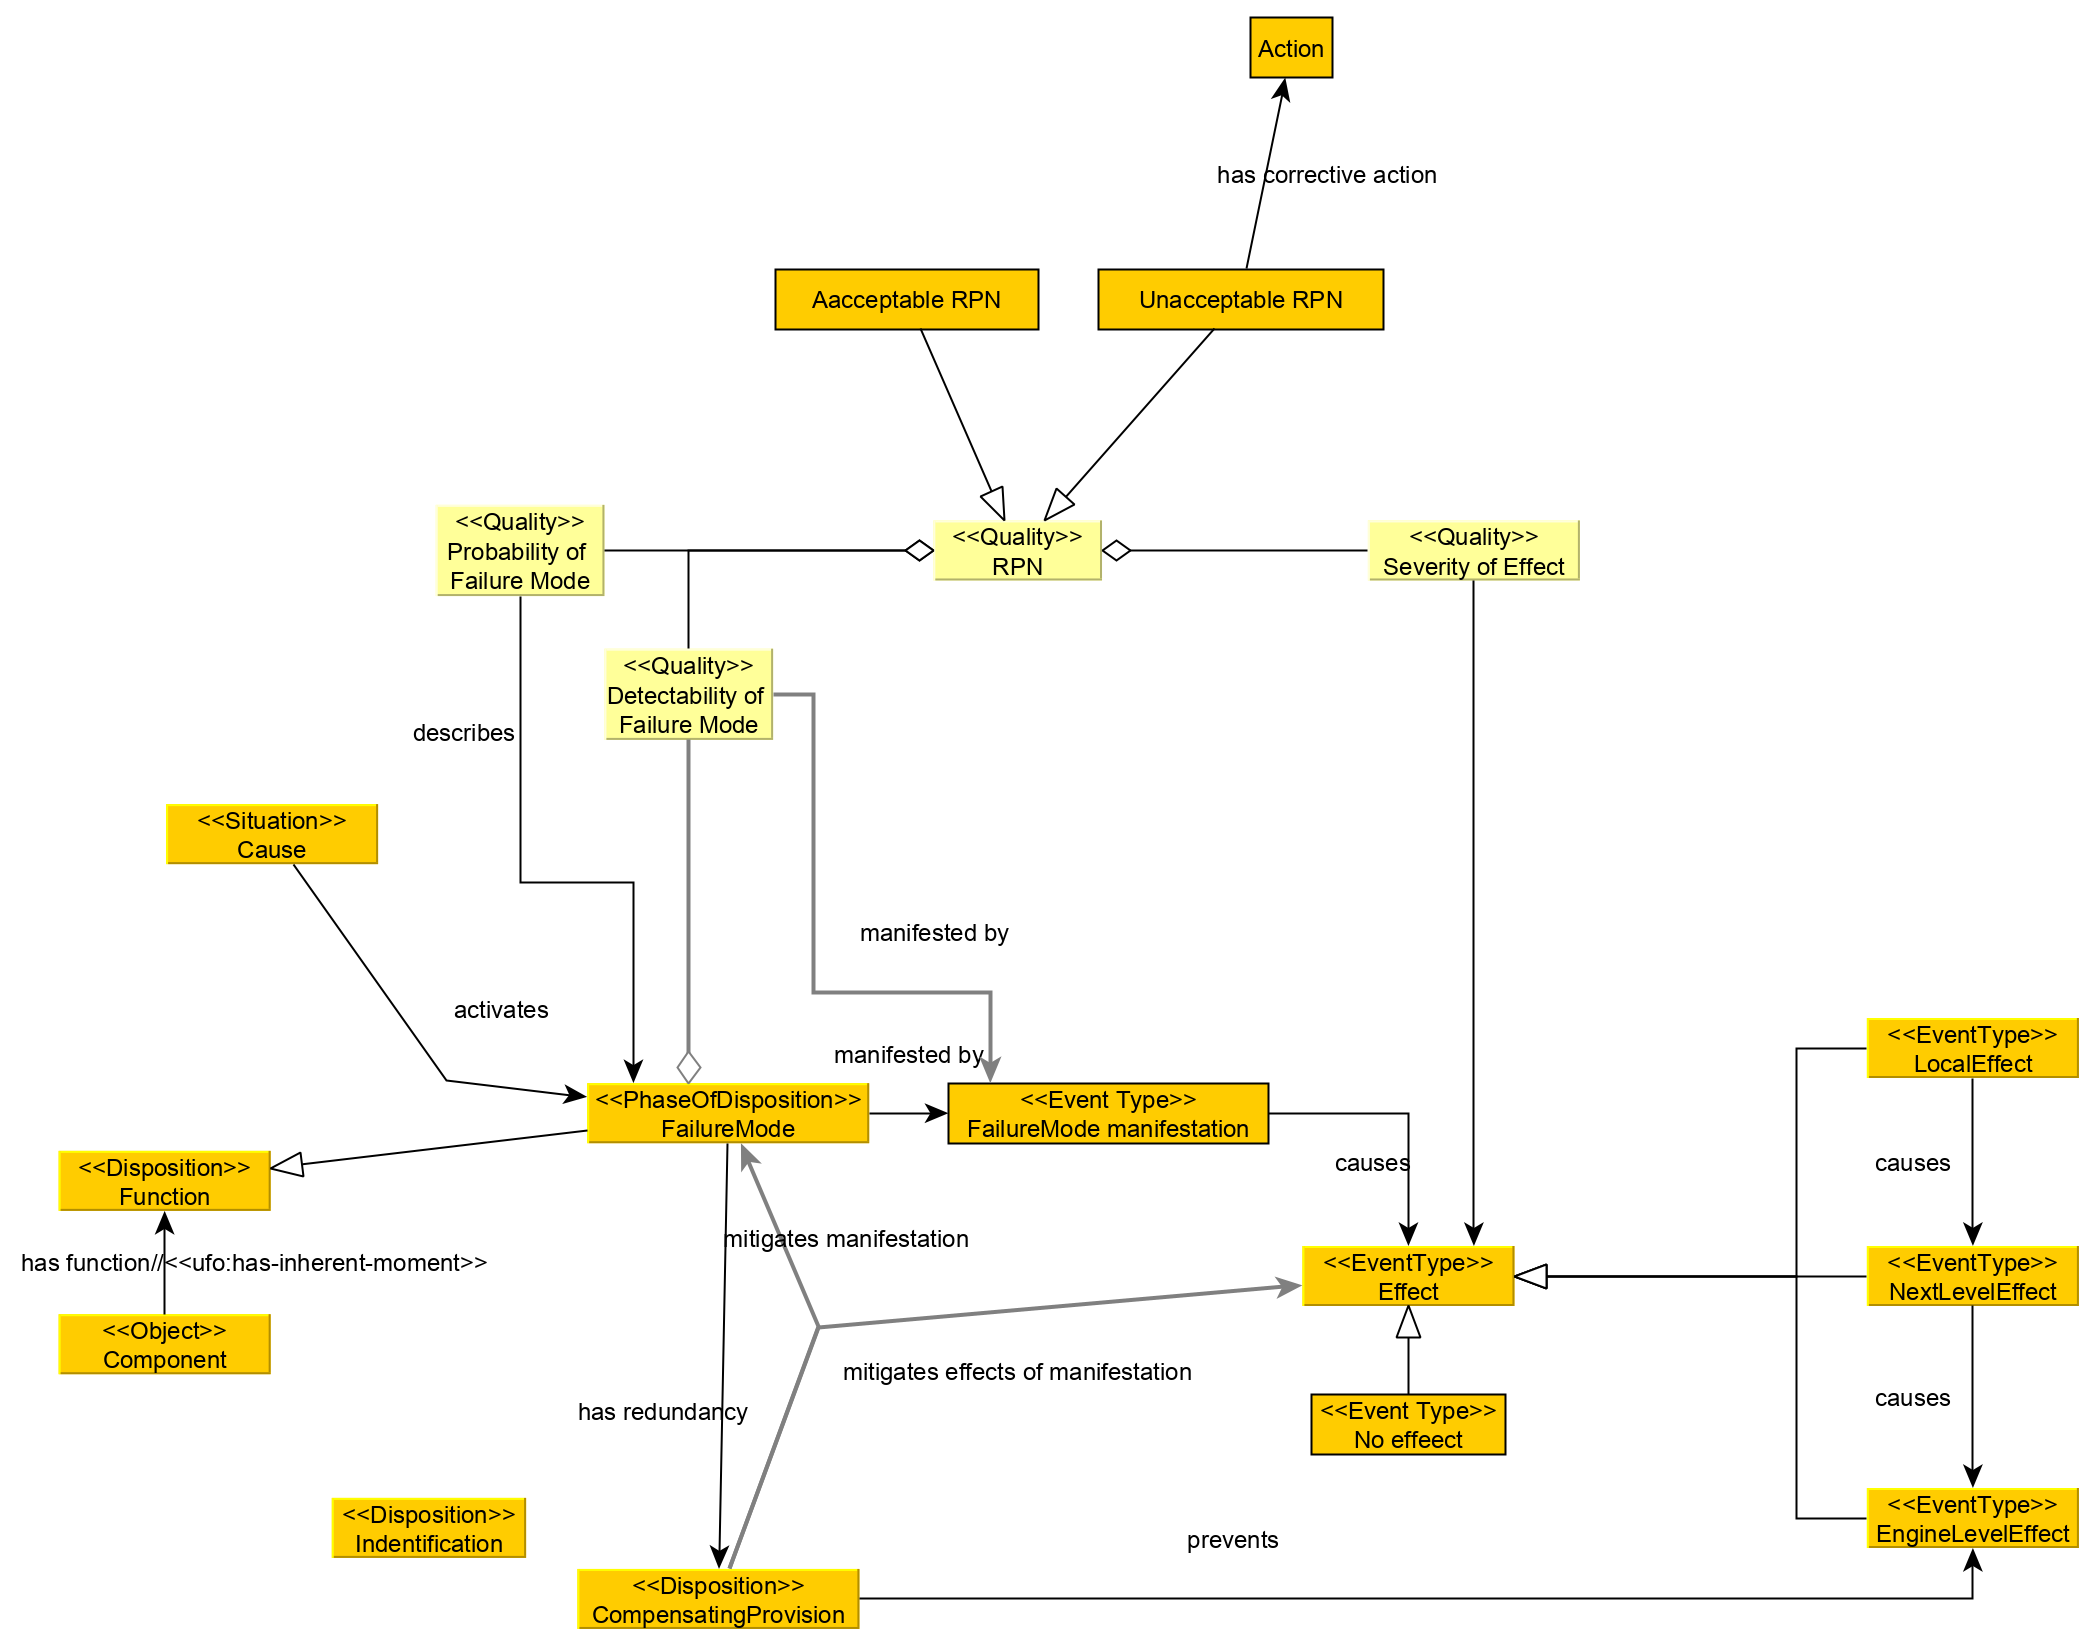 Action
has corrective action
Aacceptable RPN
Unacceptable RPN
<<Quality>>
Probability of
Failure Mode
<<Quality>>
RPN
<<Quality>>
Severity of Effect
<<Quality>>
Detectability of
Failure Mode
describes
<<Situation>>
Cause
manifested by
activates
manifested by
<<EventType>>
LocalEffect
<<PhaseOfDisposition>>
FailureMode
<<Event Type>>
FailureMode manifestation
causes
causes
<<Disposition>>
Function
mitigates manifestation
has function//<<ufo:has-inherent-moment>>
<<EventType>>
Effect
<<EventType>>
NextLevelEffect
<<Object>>
Component
mitigates effects of manifestation
has redundancy
causes
<<Event Type>>
No effeect
<<Disposition>>
Indentification
<<EventType>>
EngineLevelEffect
prevents
<<Disposition>>
CompensatingProvision